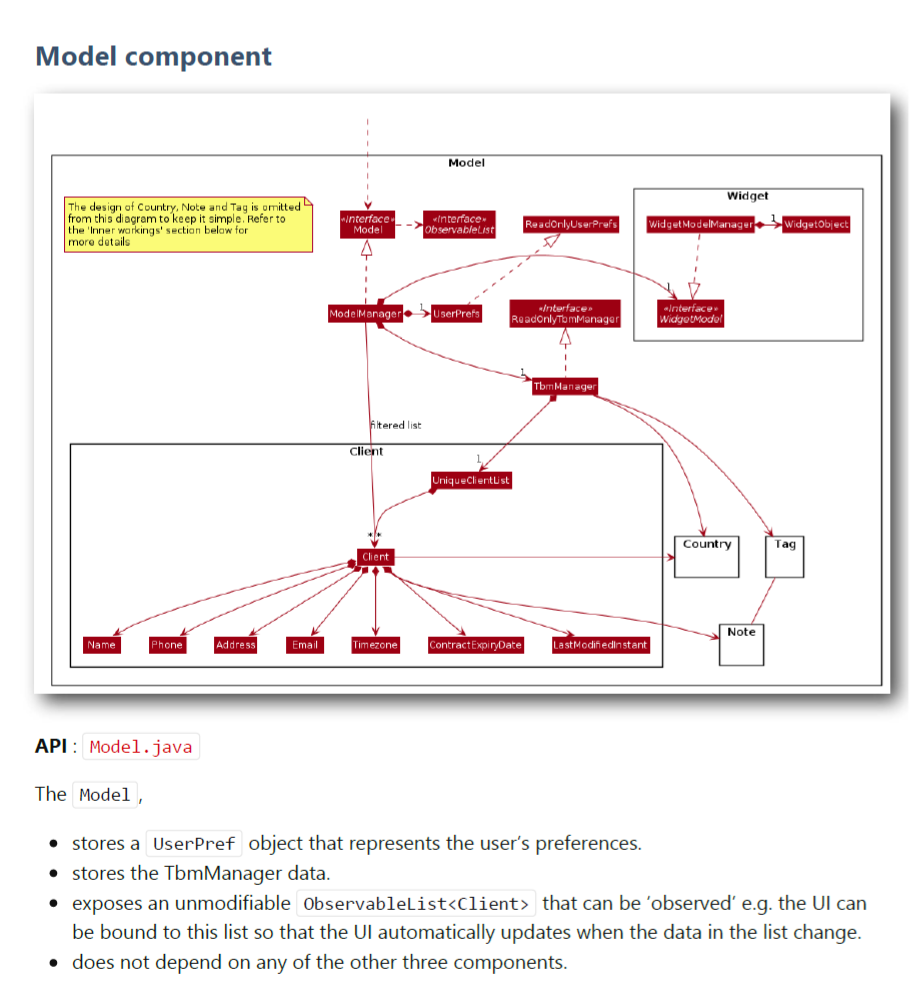 Model component
Model
The design of Country, Note and Tag is omitted
from this diagram to keep it simple. Refer to
the 'Inner workings' section below for
more details
«Interface»
Model
«Interface»
ObservableList
ReadOnlyUserPrefs
Widget
WidgetModelManager
1
WidgetObject
ModelManager
1
UserPrefs
«Interface»
ReadOnlyTbmManager
1
«Interface»
WidgetModel
1
TbmManager
filtered list
Client
1
UniqueClientList
* *
Client
Country
Tag
Name
Phone
Address
Email
Timezone
ContractExpiryDate
LastModifiedInstant
Note
API : Model.java
The Model,
• stores a UserPref object that represents the user’s preferences.
• stores the TbmManager data.
• exposes an unmodifiable ObservableList<Client> that can be ‘observed’ e.g. the UI can
be bound to this list so that the UI automatically updates when the data in the list change.
• does not depend on any of the other three components.